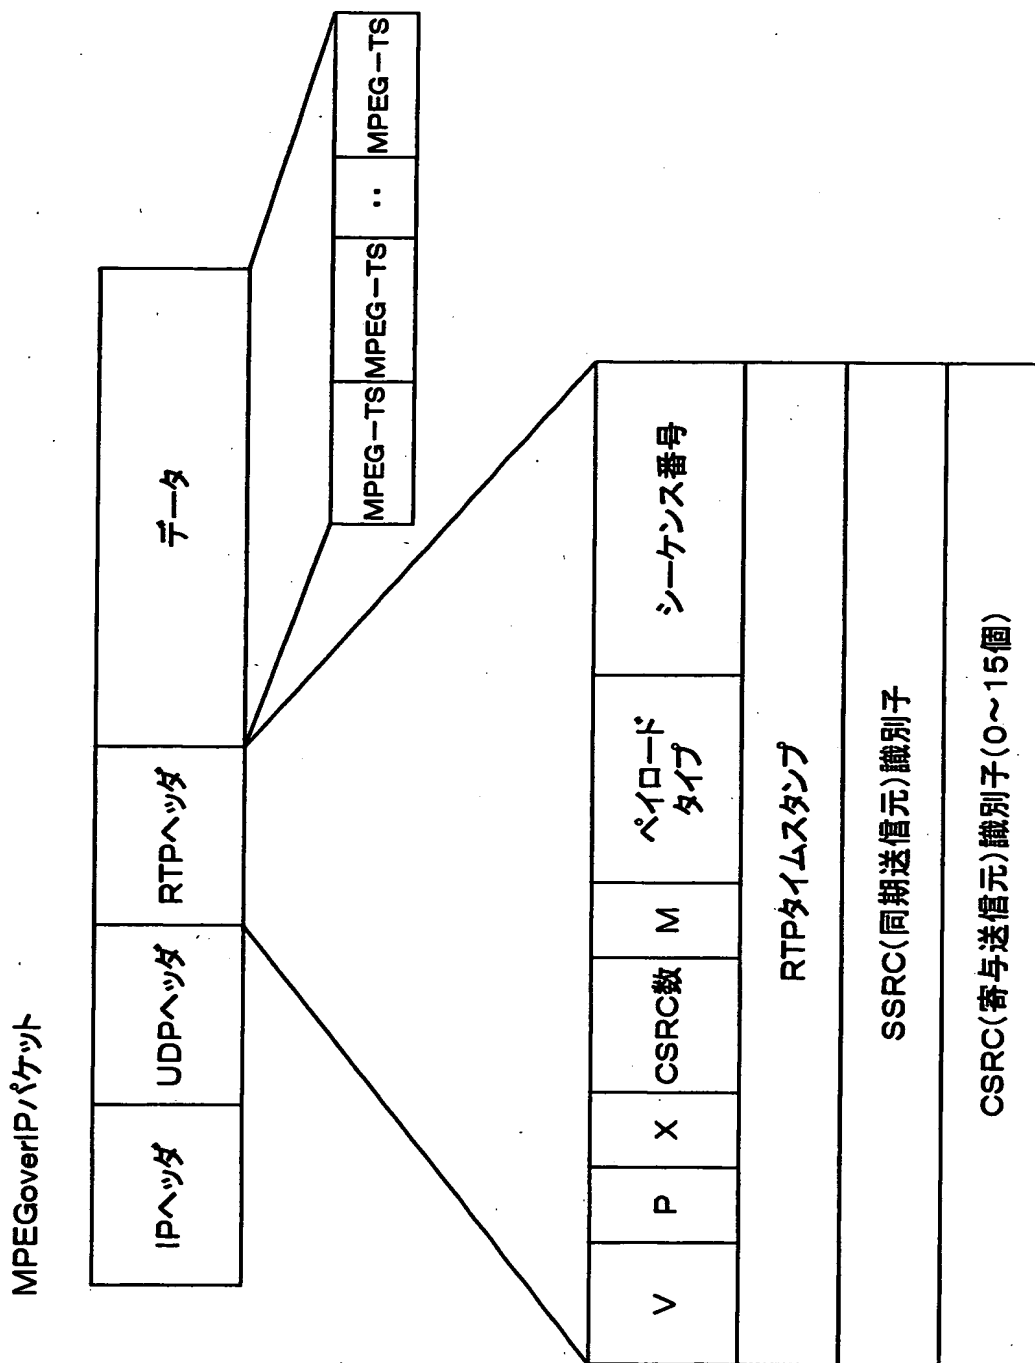 MPEGoverIPパケット
IPヘッダ
UDPヘッダ
RTPヘッダ
データ
MPEG-TS
MPEG-TS
‥
MPEG-TS
V
P
X
CSRC数
M
ペイロード
タイプ
シーケンス番号
RTPタイムスタンプ
SSRC(同期送信元)識別子
CSRC(寄与送信元)識別子(0～15個)